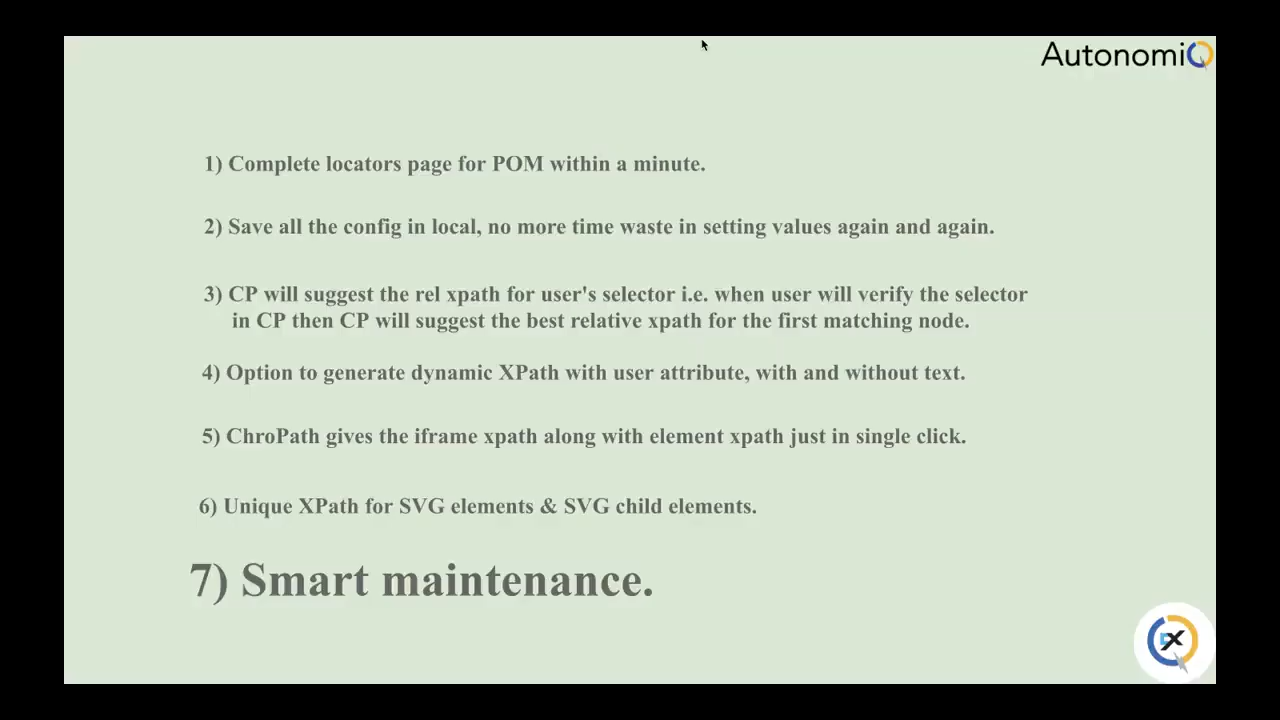 AutonomiQ
1) Complete locators page for POM within a minute.
2) Save all the config in local, no more time waste in setting values again and again.
3) CP will suggest the rel xpath for user's selector i.e. when user will verify the selector
in CP then CP will suggest the best relative xpath for the first matching node.
4) Option to generate dynamic XPath with user attribute, with and without text.
5) ChroPath gives the iframe xpath along with element xpath just in single click.
6) Unique XPath for SVG elements & SVG child elements.
7) Smart maintenance.